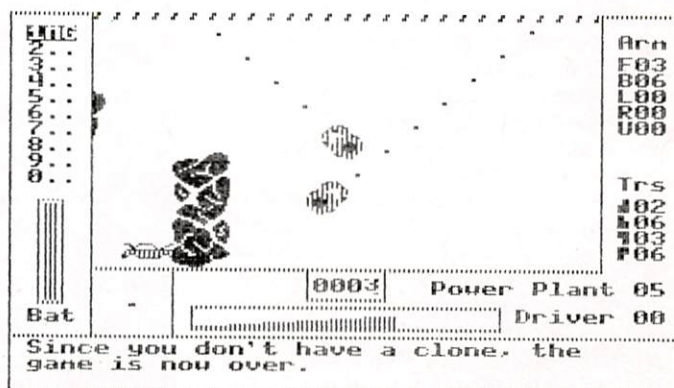 2..
3..
4..
5..
6..
7..
8..
9..
0..
Bat
Arm
F03
B06
L00
R00
U00
Trs
02
06
03
06
0003
Power Plant 05
Driver 00
Since you don't have a clone, the
game is now over.